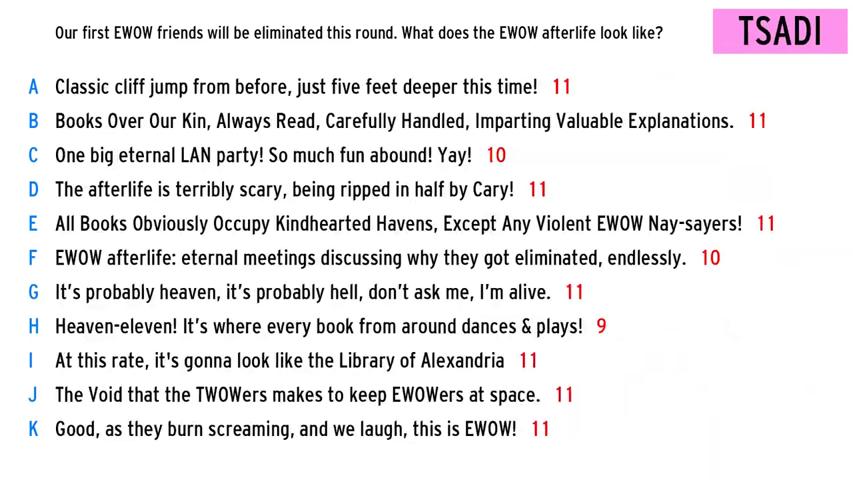 Our first EWOW friends will be eliminated this round. What does the EWOW afterlife look like?
TSADI
A Classic cliff jump from before, just five feet deeper this time! 11
B Books Over Our Kin, Always Read, Carefully Handled, Imparting Valuable Explanations. 11
C One big eternal LAN party! So much fun abound! Yay! 10
D The afterlife is terribly scary, being ripped in half by Cary! 11
E All Books Obviously Occupy Kindhearted Havens, Except Any Violent EWOW Nay-sayers! 11
F EWOW afterlife: eternal meetings discussing why they got eliminated, endlessly. 10
G It's probably heaven, it's probably hell, don't ask me, I'm alive. 11
H Heaven-eleven! It's where every book from around dances & plays! 9
I At this rate, it's gonna look like the Library of Alexandria 11
J The Void that the TWOWers makes to keep EWOWers at space. 11
K Good, as they burn screaming, and we laugh, this is EWOW! 11